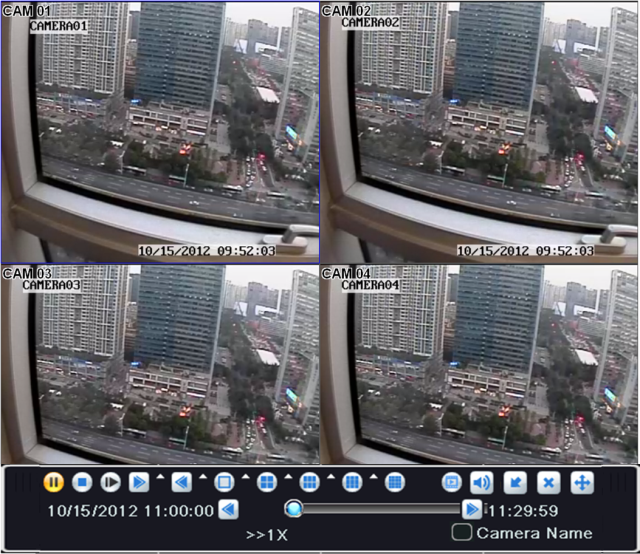 CAM 01
CAMERA01
10/15/2012 09:52:03
CAM 02
CAMERA02
10/15/2012 09:52:03
CAM 03
CAMERA03
CAM 04
CAMERA04
10/15/2012 11:00:00
11:29:59
>>1X
Camera Name